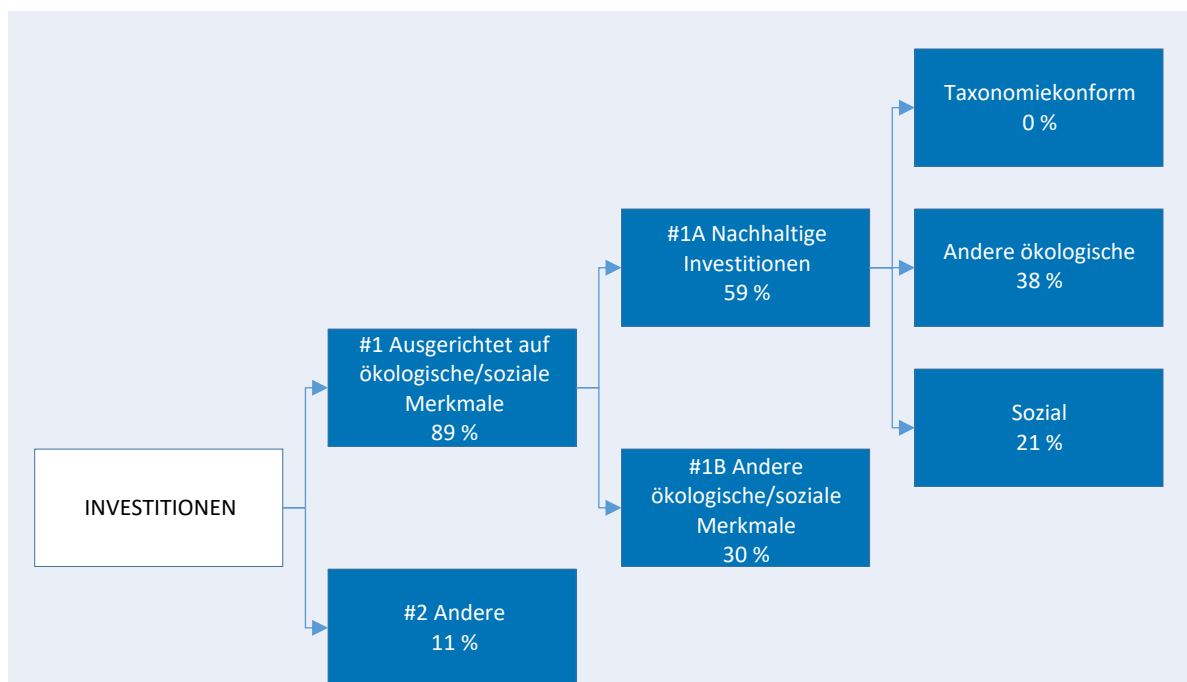 INVESTITIONEN
#1 Ausgerichtet auf
ökologische/soziale
Merkmale
89 %
#2 Andere
11 %
#1A Nachhaltige
Investitionen
59 %
#1B Andere
ökologische/soziale
Merkmale
30 %
Taxonomiekonform
0 %
Andere ökologische
38 %
Sozial
21 %